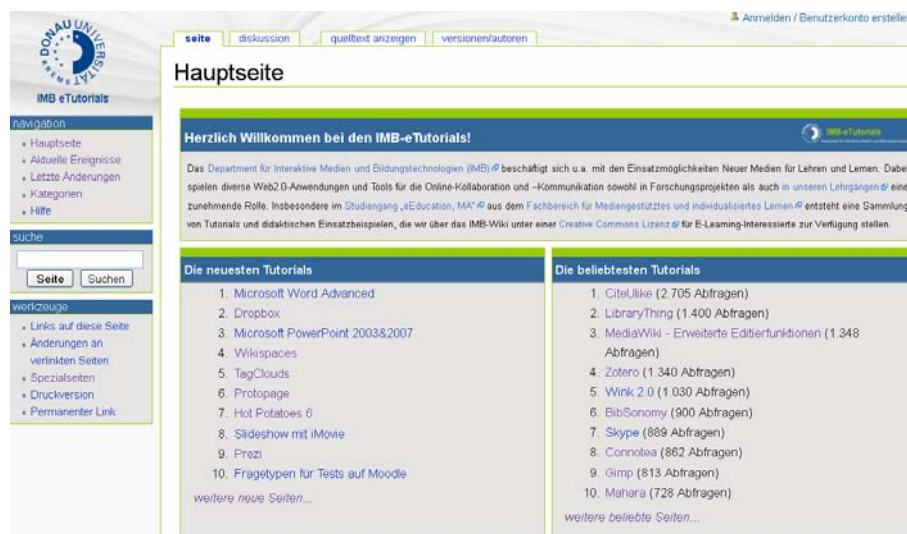 Anmelden / Benutzerkonto erstelle
DONAU UNIVERSITÄT KREMS
IMB eTutorials
seite
diskussion
quelltext anzeigen
versionen/autoren
Hauptseite
navigation
Hauptseite
Aktuelle Ereignisse
Letzte Änderungen
Kategorien
Hilfe
suche
Seite
Suchen
werkzeuge
Links auf diese Seite
Änderungen an
verlinkten Seiten
Spezialseiten
Druckversion
Permanenter Link
Herzlich Willkommen bei den IMB-eTutorials!
IMB-eTutorials
Das Department für Interaktive Medien und Bildungstechnologien (IMB) beschäftigt sich u.a. mit den Einsatzmöglichkeiten Neuer Medien für Lehren und Lernen. Dabe
spielen diverse Web2.0-Anwendungen und Tools für die Online-Kollaboration und –Kommunikation sowohl in Forschungsprojekten als auch in unseren Lehrgängen eine
zunehmende Rolle. Insbesondere im Studiengang „eEducation, MA“ aus dem Fachbereich für Mediengestütztes und individualisiertes Lernen entsteht eine Sammlung
von Tutorials und didaktischen Einsatzbeispielen, die wir über das IMB-Wiki unter einer Creative Commons Lizenz für E-Learning-Interessierte zur Verfügung stellen.
Die neuesten Tutorials
1. Microsoft Word Advanced
2. Dropbox
3. Microsoft PowerPoint 2003&2007
4. Wikispaces
5. TagClouds
6. Protopage
7. Hot Potatoes 6
8. Slideshow mit iMovie
9. Prezi
10. Fragetypen für Tests auf Moodle
weitere neue Seiten...
Die beliebtesten Tutorials
1. CiteUlike (2.705 Abfragen)
2. LibraryThing (1.400 Abfragen)
3. MediaWiki - Erweiterte Editierfunktionen (1.348
Abfragen)
4. Zotero (1.340 Abfragen)
5. Wink 2.0 (1.030 Abfragen)
6. BibSonomy (900 Abfragen)
7. Skype (889 Abfragen)
8. Connotea (862 Abfragen)
9. Gimp (813 Abfragen)
10. Mahara (728 Abfragen)
weitere beliebte Seiten...